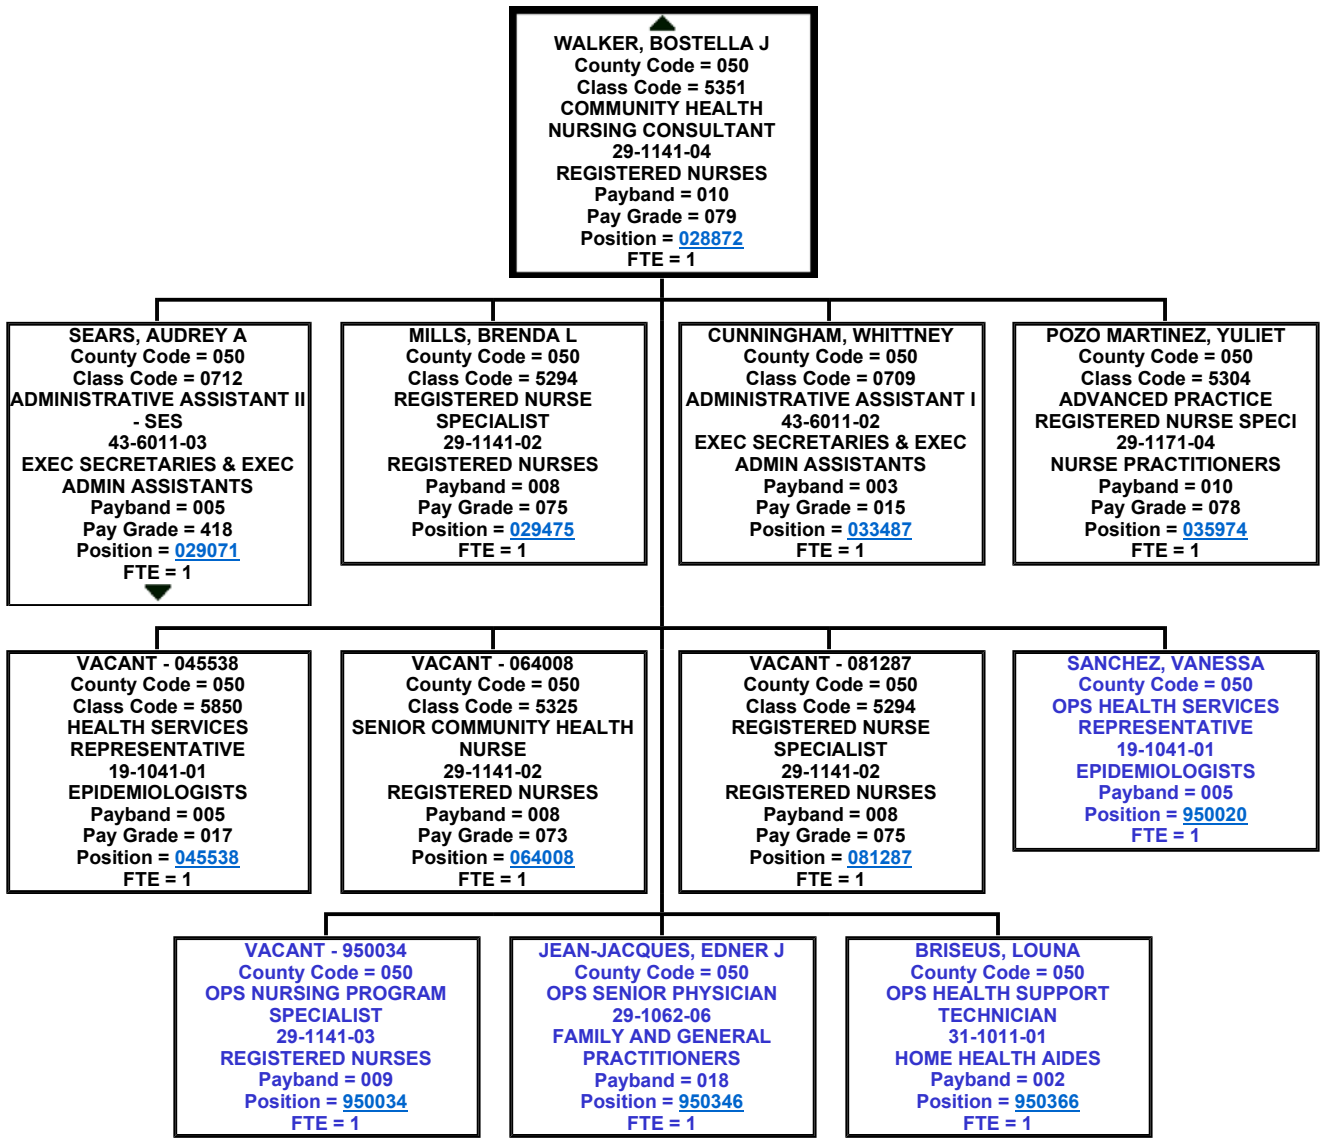 WALKER, BOSTELLA J
County Code = 050
Class Code = 5351
COMMUNITY HEALTH
NURSING CONSULTANT
29-1141-04
REGISTERED NURSES
Payband = 010
Pay Grade = 079
Position = 028872
FTE = 1
SEARS, AUDREY A
County Code = 050
Class Code = 0712
ADMINISTRATIVE ASSISTANT II
- SES
43-6011-03
EXEC SECRETARIES & EXEC
ADMIN ASSISTANTS
Payband = 005
Pay Grade = 418
Position = 029071
FTE = 1
MILLS, BRENDA L
County Code = 050
Class Code = 5294
REGISTERED NURSE
SPECIALIST
29-1141-02
REGISTERED NURSES
Payband = 008
Pay Grade = 075
Position = 029475
FTE = 1
CUNNINGHAM, WHITTNEY
County Code = 050
Class Code = 0709
ADMINISTRATIVE ASSISTANT I
43-6011-02
EXEC SECRETARIES & EXEC
ADMIN ASSISTANTS
Payband = 003
Pay Grade = 015
Position = 033487
FTE = 1
POZO MARTINEZ, YULIET
County Code = 050
Class Code = 5304
ADVANCED PRACTICE
REGISTERED NURSE SPECI
29-1171-04
NURSE PRACTITIONERS
Payband = 010
Pay Grade = 078
Position = 035974
FTE = 1
VACANT - 045538
County Code = 050
Class Code = 5850
HEALTH SERVICES
REPRESENTATIVE
19-1041-01
EPIDEMIOLOGISTS
Payband = 005
Pay Grade = 017
Position = 045538
FTE = 1
VACANT - 064008
County Code = 050
Class Code = 5325
SENIOR COMMUNITY HEALTH
NURSE
29-1141-02
REGISTERED NURSES
Payband = 008
Pay Grade = 073
Position = 064008
FTE = 1
VACANT - 081287
County Code = 050
Class Code = 5294
REGISTERED NURSE
SPECIALIST
29-1141-02
REGISTERED NURSES
Payband = 008
Pay Grade = 075
Position = 081287
FTE = 1
SANCHEZ, VANESSA
County Code = 050
OPS HEALTH SERVICES
REPRESENTATIVE
19-1041-01
EPIDEMIOLOGISTS
Payband = 005
Position = 950020
FTE = 1
VACANT - 950034
County Code = 050
OPS NURSING PROGRAM
SPECIALIST
29-1141-03
REGISTERED NURSES
Payband = 009
Position = 950034
FTE = 1
JEAN-JACQUES, EDNER J
County Code = 050
OPS SENIOR PHYSICIAN
29-1062-06
FAMILY AND GENERAL
PRACTITIONERS
Payband = 018
Position = 950346
FTE = 1
BRISEUS, LOUNA
County Code = 050
OPS HEALTH SUPPORT
TECHNICIAN
31-1011-01
HOME HEALTH AIDES
Payband = 002
Position = 950366
FTE = 1